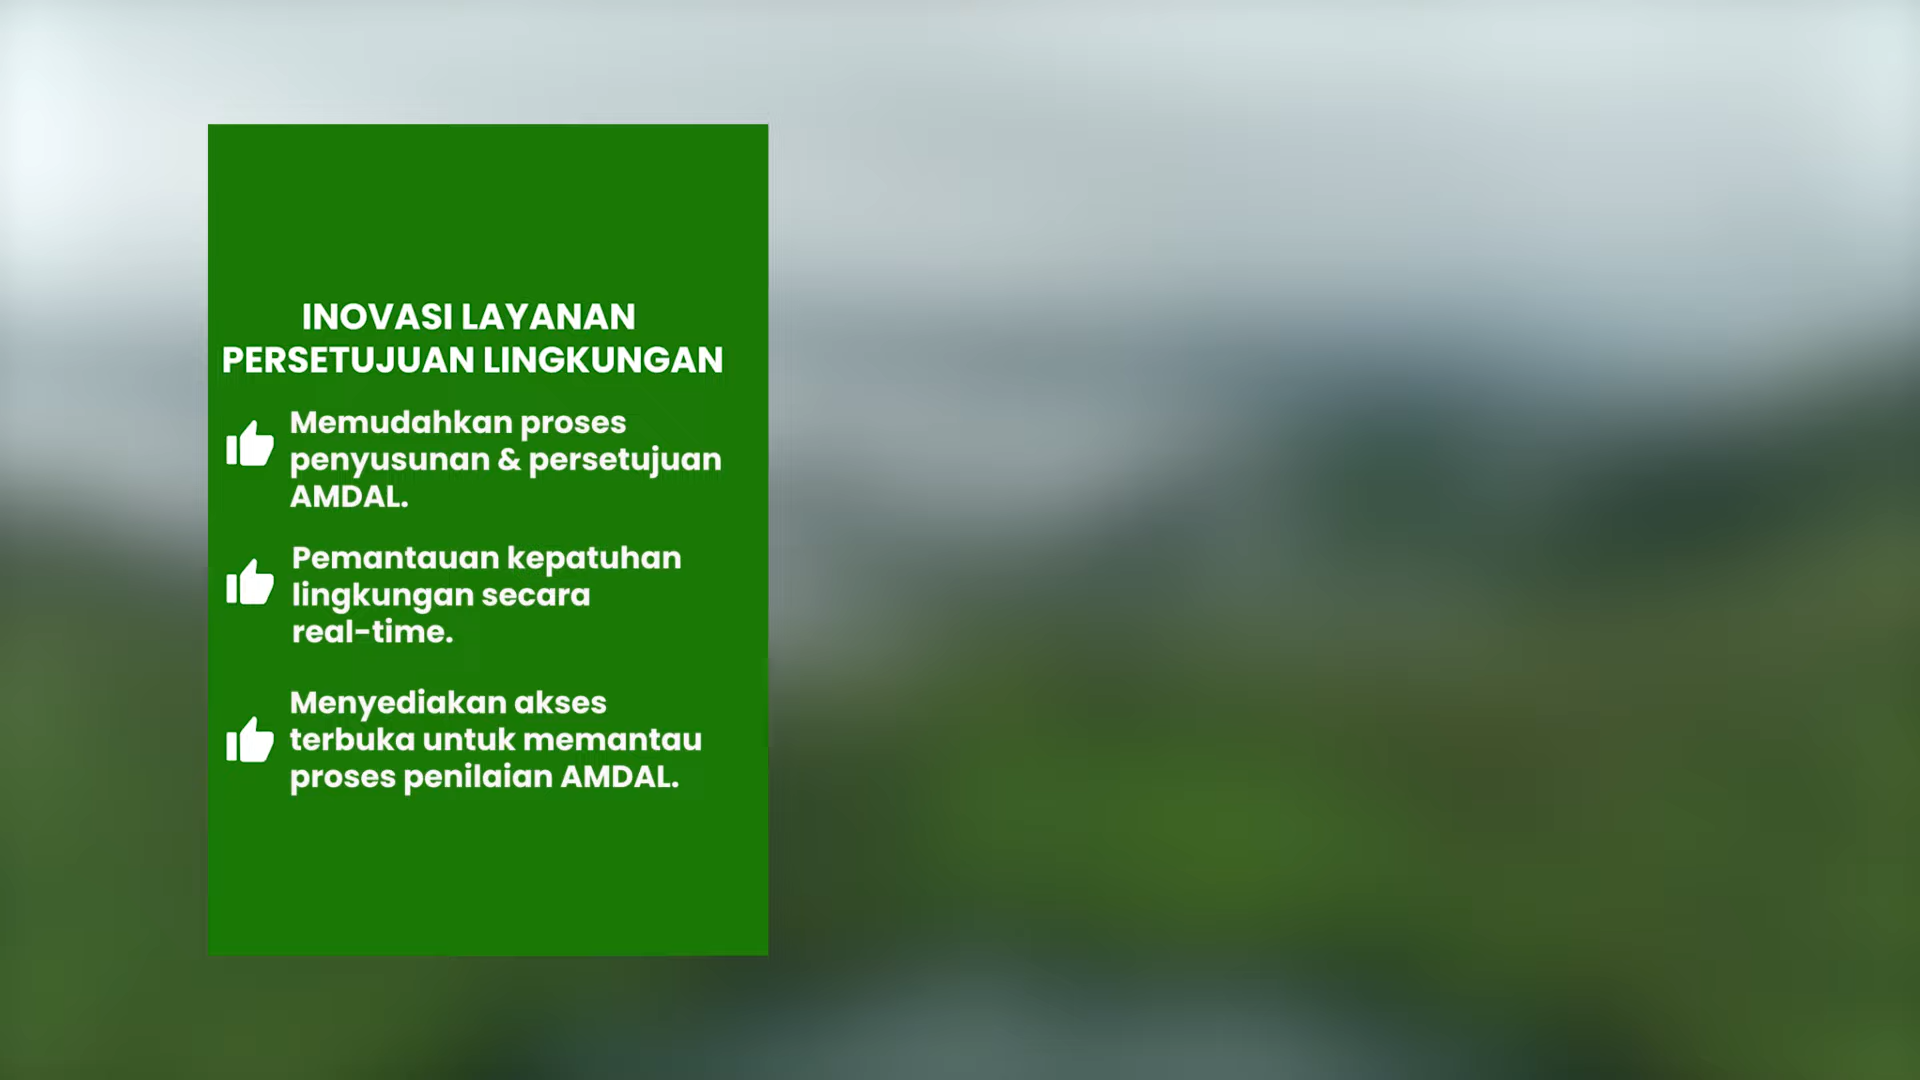 INOVASI LAYANAN
PERSETUJUAN LINGKUNGAN
Memudahkan proses
penyusunan & persetujuan
AMDAL.
Pemantauan kepatuhan
lingkungan secara
real-time.
Menyediakan akses
terbuka untuk memantau
proses penilaian AMDAL.